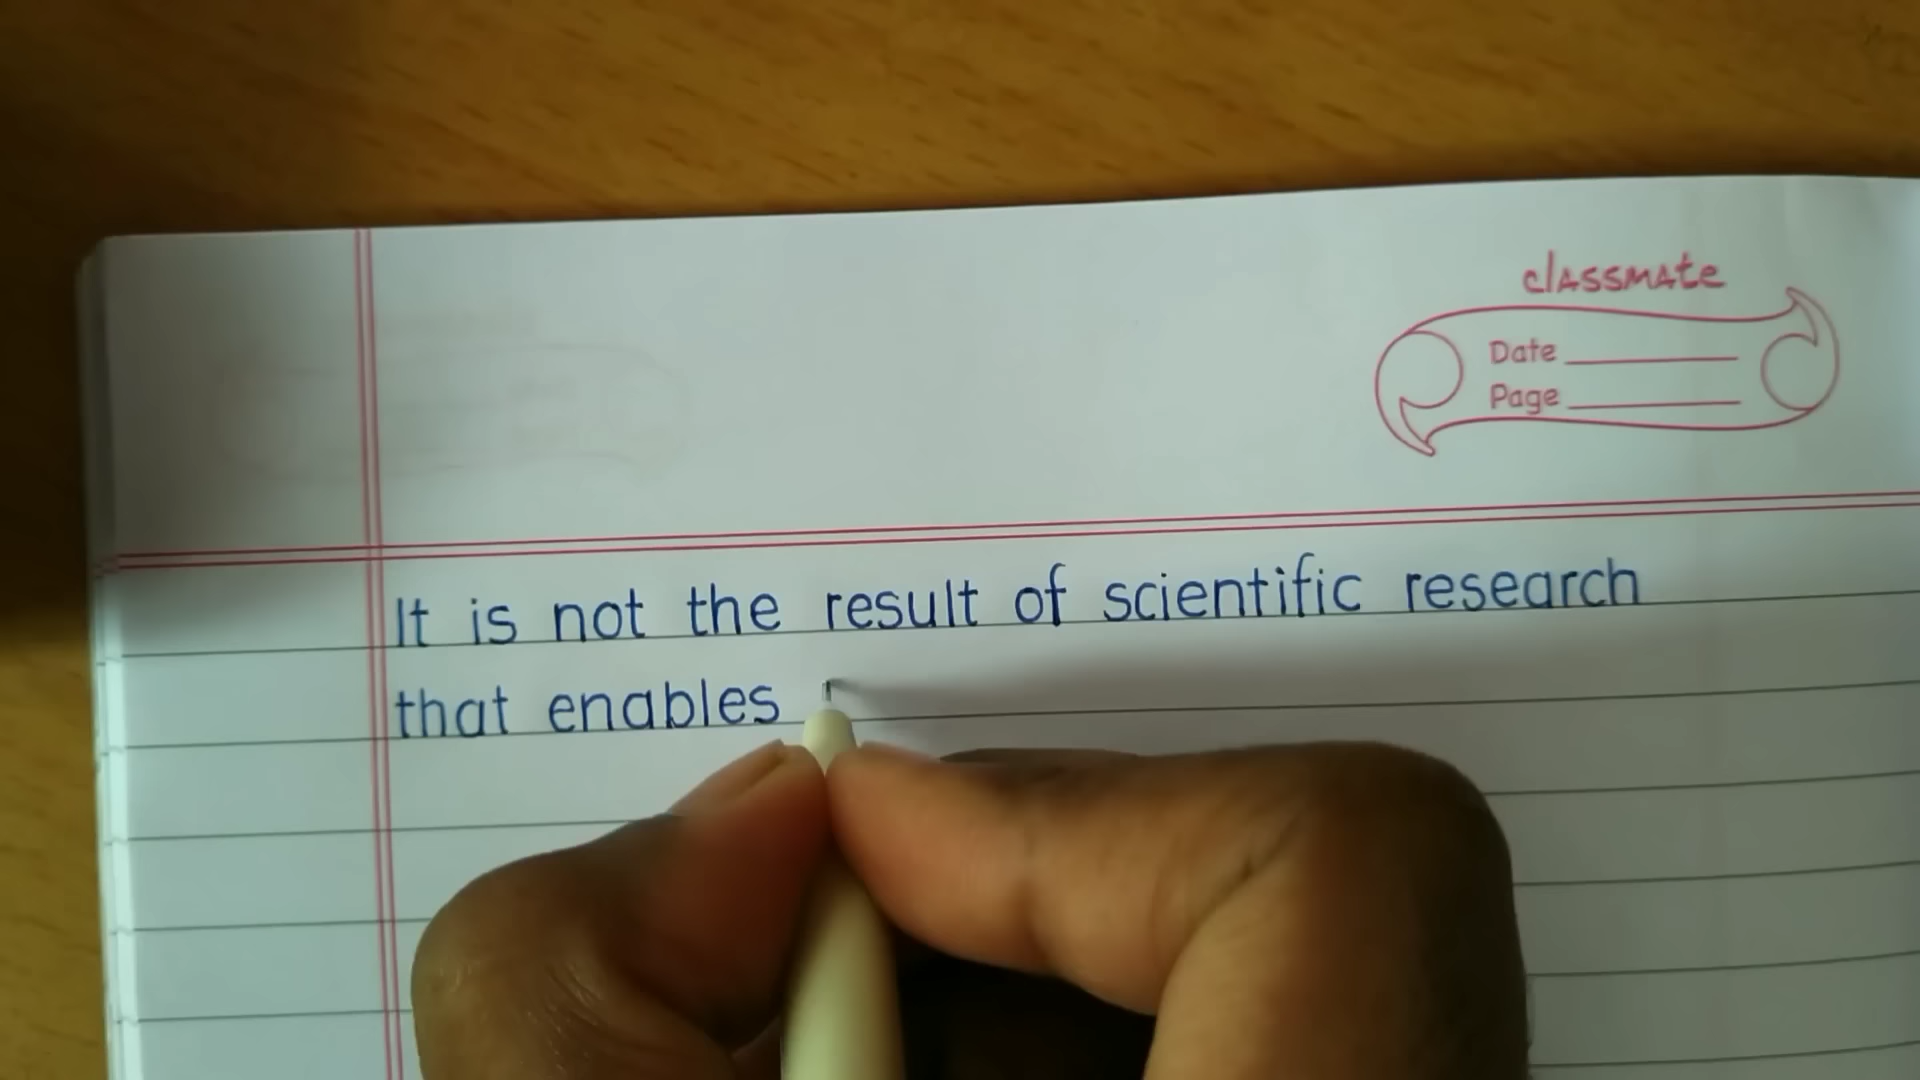 classmate
Date
Page
It is not the result of scientific research
that enables